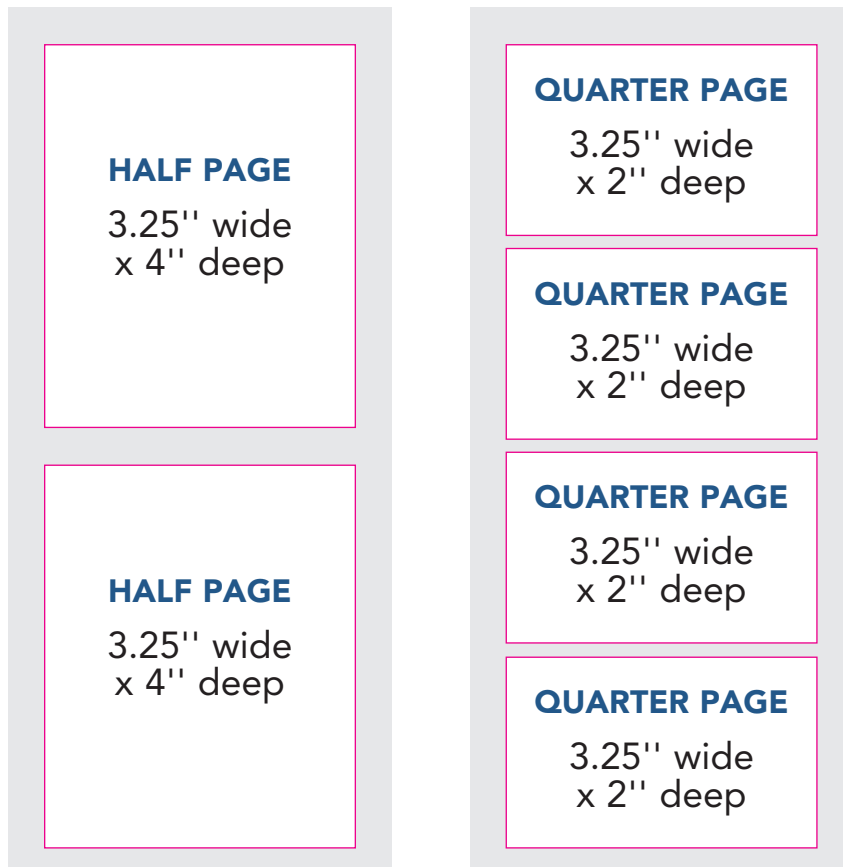 HALF PAGE
3.25'' wide
x 4'' deep
HALF PAGE
3.25'' wide
x 4'' deep
QUARTER PAGE
3.25'' wide
x 2'' deep
QUARTER PAGE
3.25'' wide
x 2'' deep
QUARTER PAGE
3.25'' wide
x 2'' deep
QUARTER PAGE
3.25'' wide
x 2'' deep